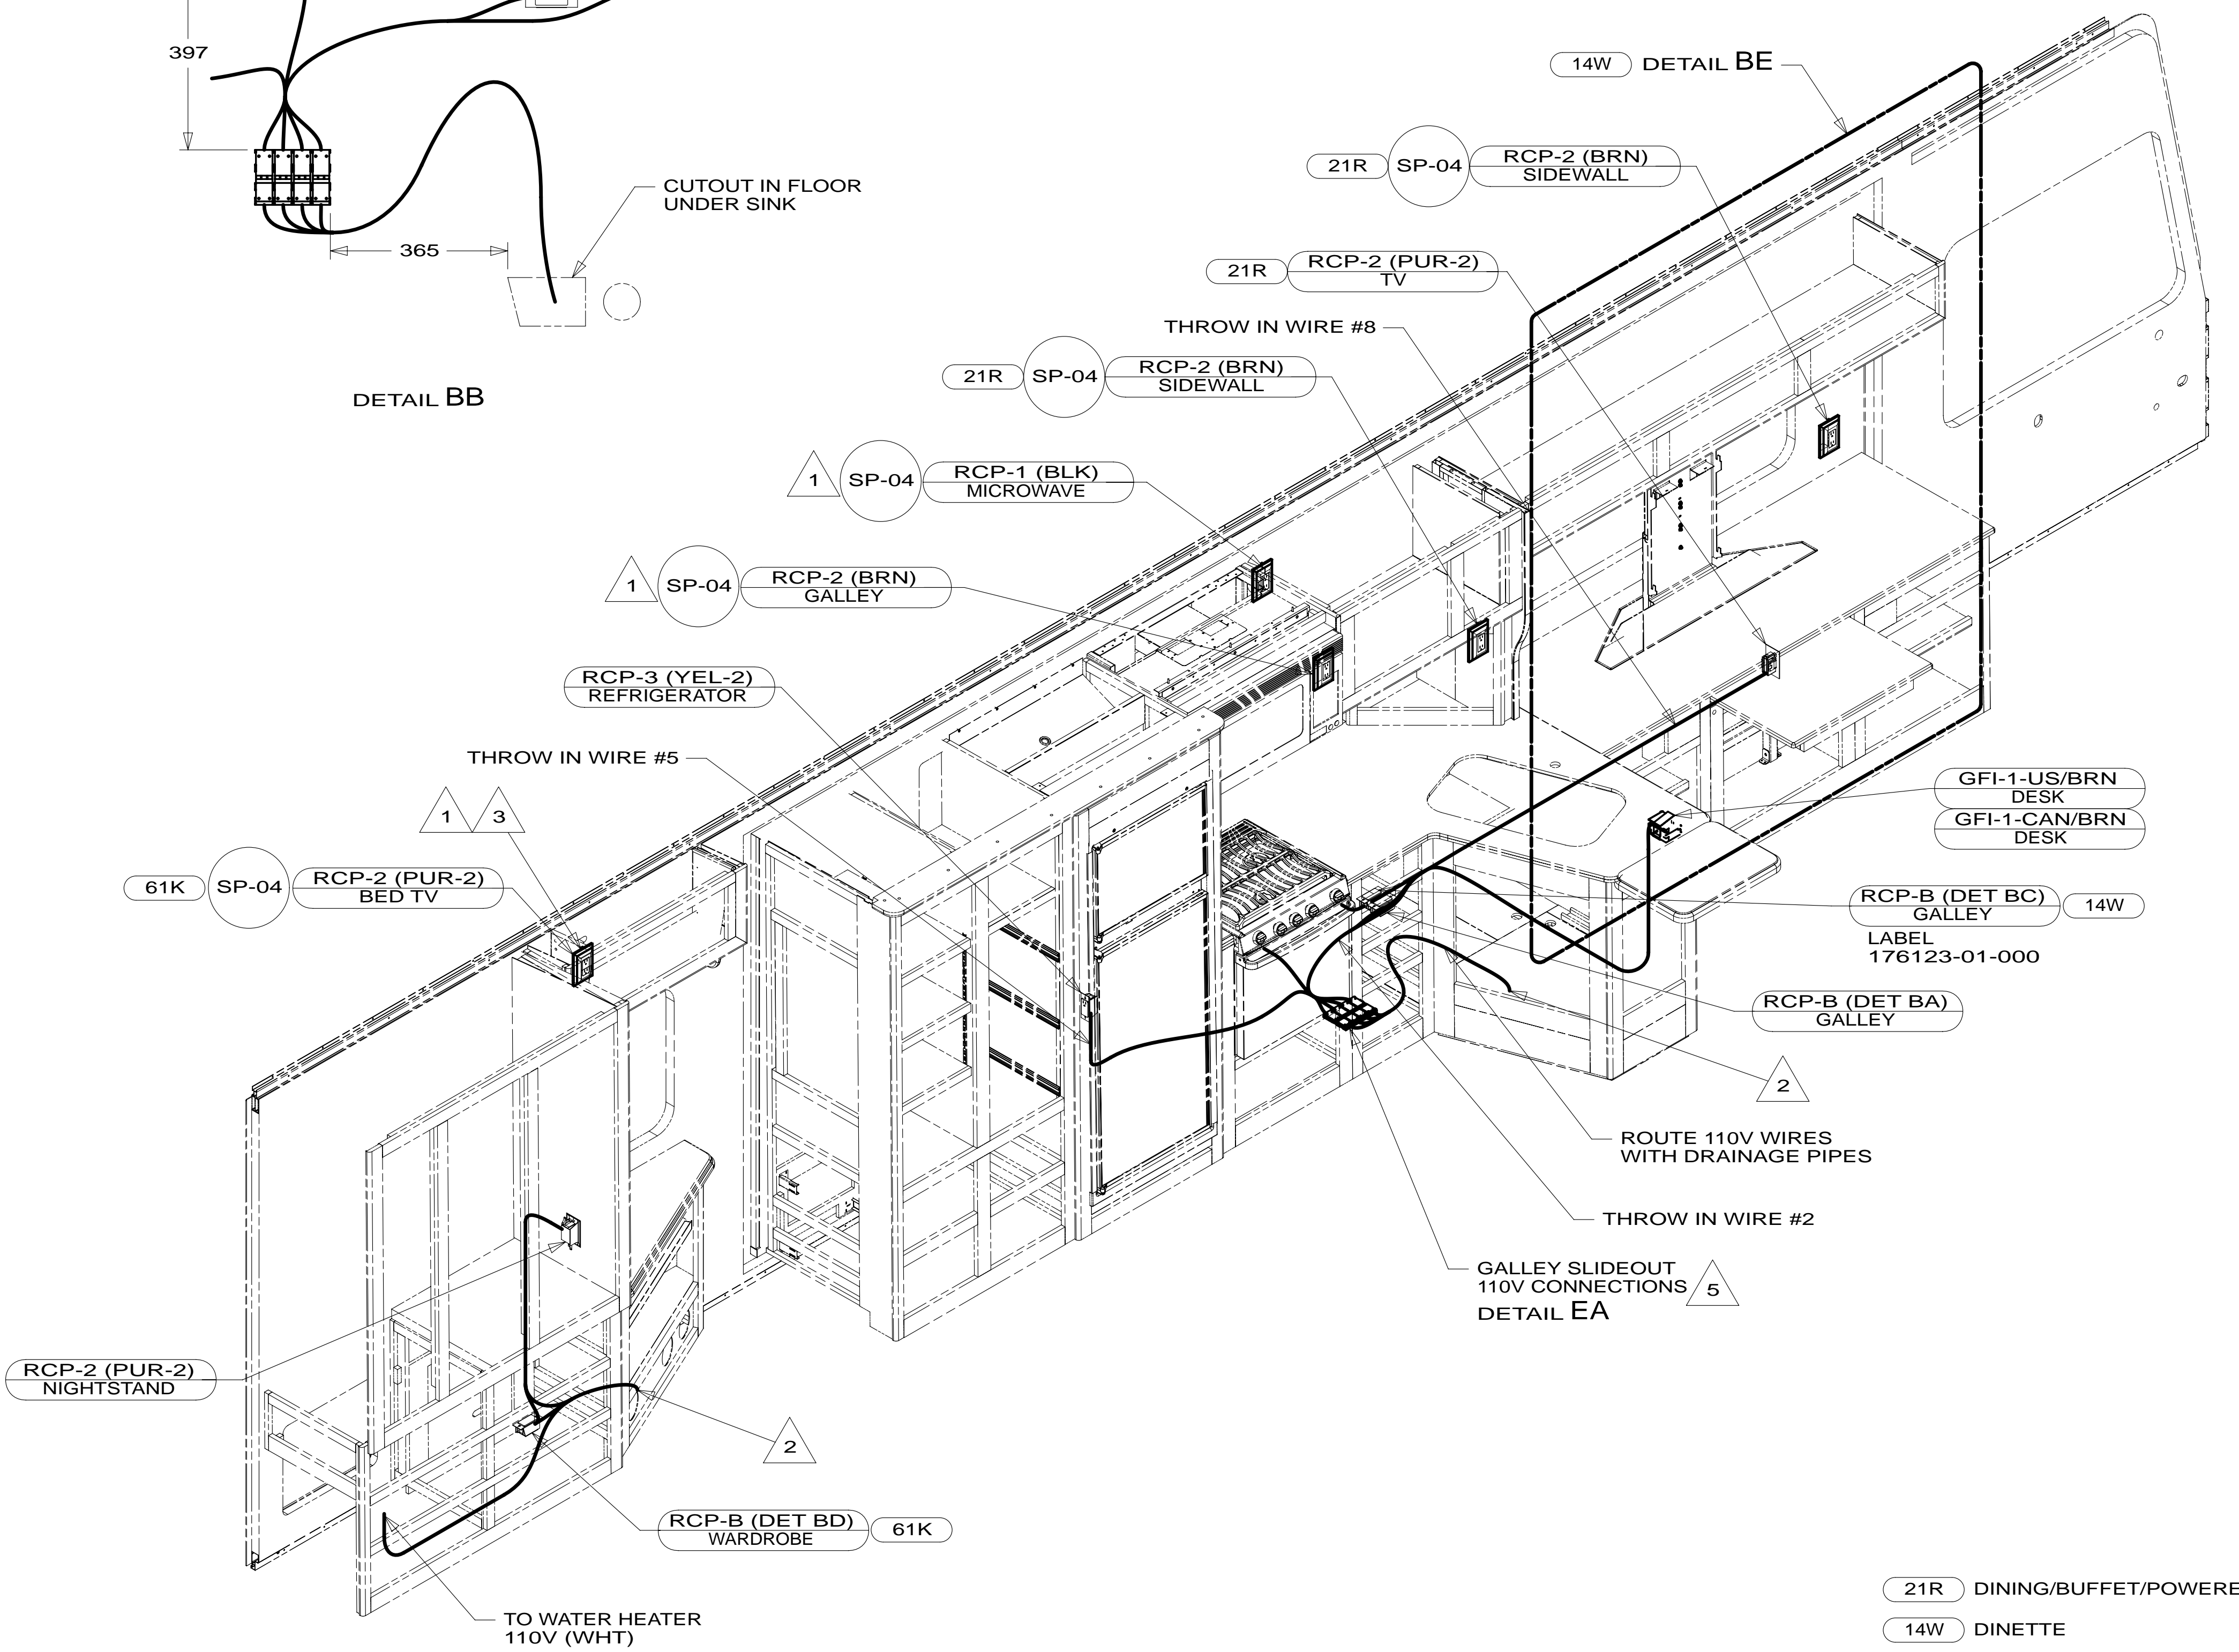 397
CUTOUT IN FLOOR
UNDER SINK
365
DETAIL BB
14W DETAIL BE
21R SP-04 RCP-2 (BRN)
SIDEWALL
21R RCP-2 (PUR-2)
TV
THROW IN WIRE #8
21R SP-04 RCP-2 (BRN)
SIDEWALL
1 SP-04 RCP-1 (BLK)
MICROWAVE
1 SP-04 RCP-2 (BRN)
GALLEY
RCP-3 (YEL-2)
REFRIGERATOR
THROW IN WIRE #5
1 3
61K SP-04 RCP-2 (PUR-2)
BED TV
GFI-1-US/BRN
DESK
GFI-1-CAN/BRN
DESK
RCP-B (DET BC) 14W
GALLEY
LABEL
176123-01-000
RCP-B (DET BA)
GALLEY
2
ROUTE 110V WIRES
WITH DRAINAGE PIPES
THROW IN WIRE #2
GALLEY SLIDEOUT
110V CONNECTIONS 5
DETAIL EA
RCP-2 (PUR-2)
NIGHTSTAND
2
RCP-B (DET BD) 61K
WARDROBE
TO WATER HEATER
110V (WHT)
21R DINING/BUFFET/POWERE
14W DINETTE